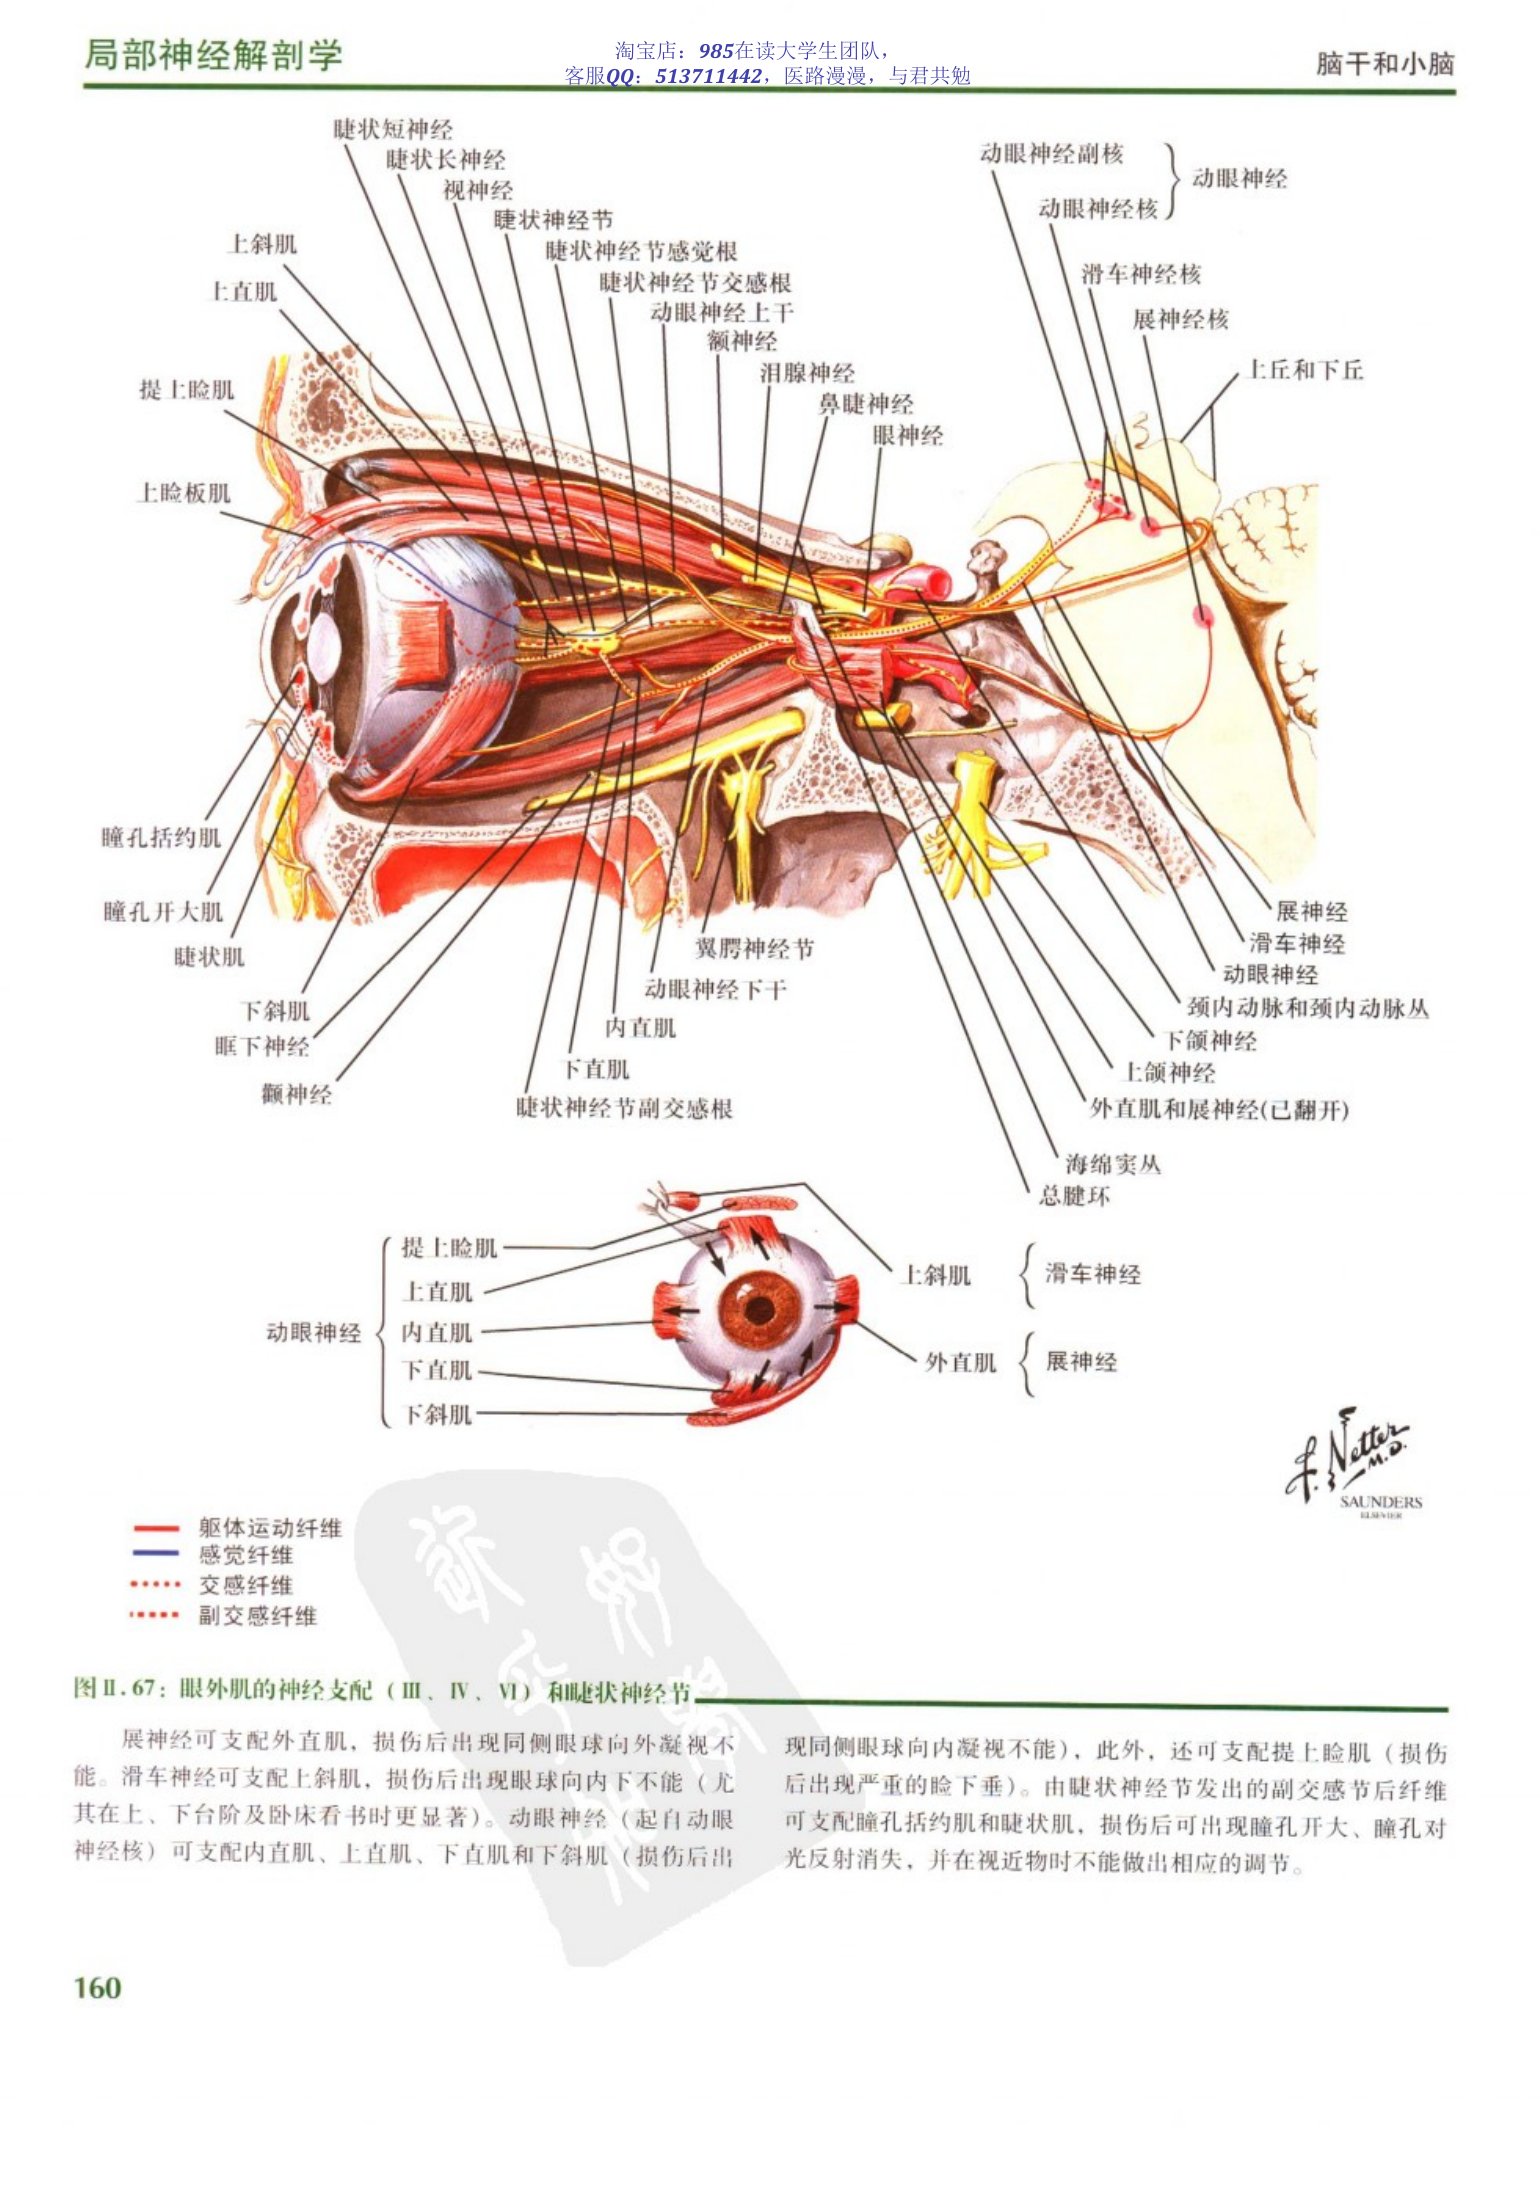 局部神经解剖学
淘宝店：985在读大学生团队，
客服QQ：513711442，医路漫漫，与君共勉
脑干和小脑
睫状短神经
睫状长神经
视神经
睫状神经节
睫状神经节感觉根
睫状神经节交感根
动眼神经上干
额神经
泪腺神经
鼻睫神经
眼神经
动眼神经副核
动眼神经核
动眼神经
滑车神经核
展神经核
上丘和下丘
上斜肌
上直肌
提上睑肌
上睑板肌
瞳孔括约肌
瞳孔开大肌
睫状肌
下斜肌
眶下神经
颧神经
翼腭神经节
动眼神经下干
内直肌
下直肌
睫状神经节副交感根
展神经
滑车神经
动眼神经
颈内动脉和颈内动脉丛
下颌神经
上颌神经
外直肌和展神经(已翻开)
海绵窦丛
总腱环
动眼神经
提上睑肌
上直肌
内直肌
下直肌
下斜肌
上斜肌
滑车神经
外直肌
展神经
F. Netter
M.D.
SAUNDERS
ELSEVIER
躯体运动纤维
感觉纤维
交感纤维
副交感纤维
图Ⅱ.67：眼外肌的神经支配（Ⅲ、Ⅳ、Ⅵ）和睫状神经节
展神经可支配外直肌，损伤后出现同侧眼球向外凝视不
能。滑车神经可支配上斜肌，损伤后出现眼球向内下不能（尤
其在上、下台阶及卧床看书时更显著）。动眼神经（起自动眼
神经核）可支配内直肌、上直肌、下直肌和下斜肌（损伤后出
现同侧眼球向内凝视不能），此外，还可支配提上睑肌（损伤
后出现严重的睑下垂）。由睫状神经节发出的副交感节后纤维
可支配瞳孔括约肌和睫状肌，损伤后可出现瞳孔开大、瞳孔对
光反射消失，并在视近物时不能做出相应的调节。
160